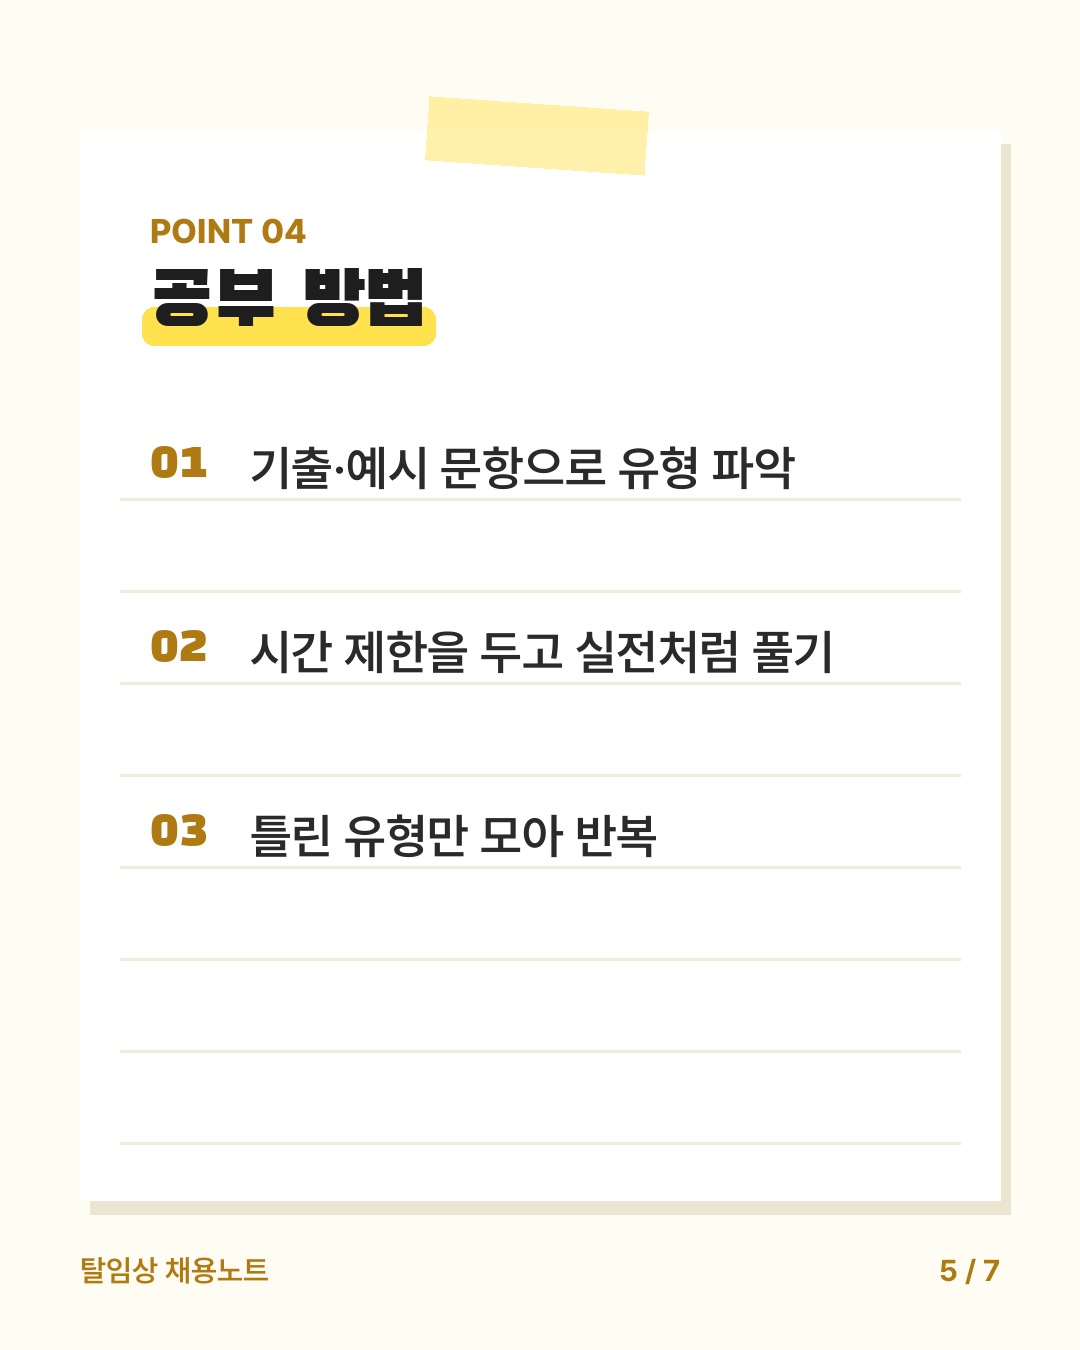 POINT 04
공부 방법
01 기출·예시 문항으로 유형 파악
02 시간 제한을 두고 실전처럼 풀기
03 틀린 유형만 모아 반복
탈임상 채용노트
5 / 7